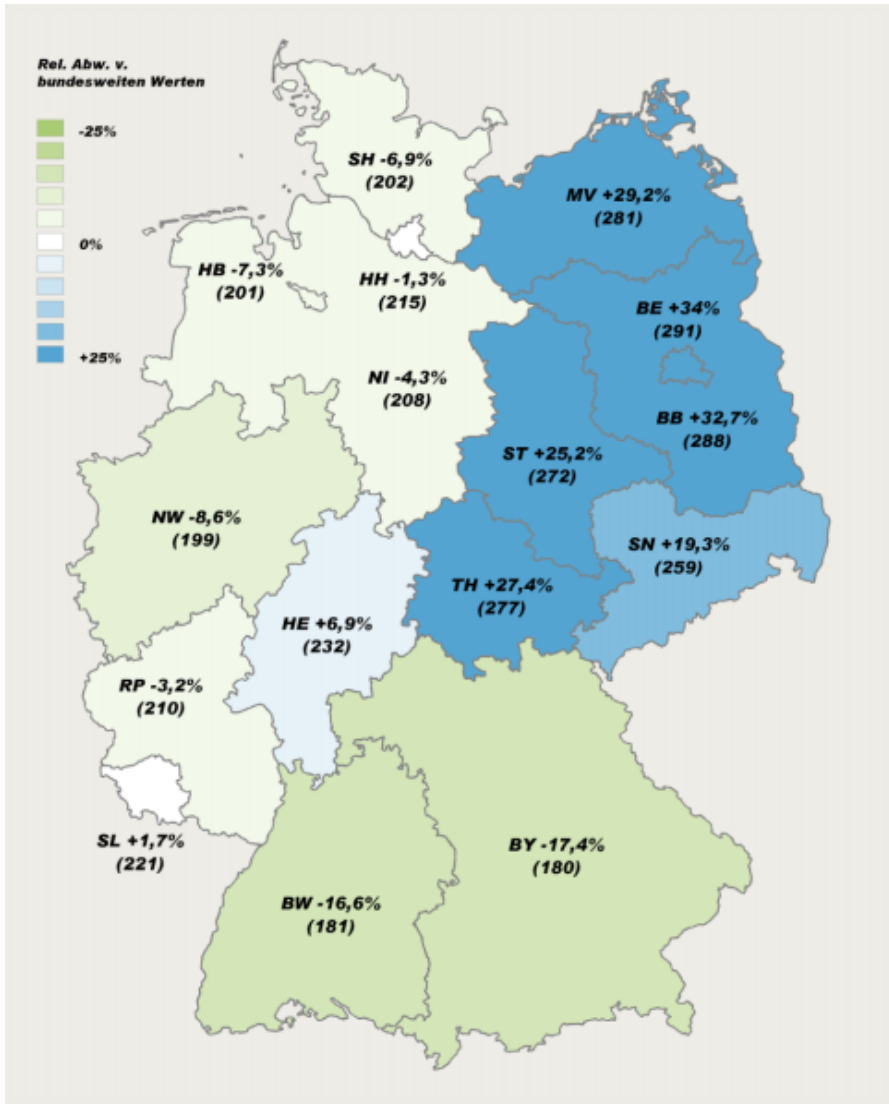 Rel. Abw. v.
bundesweiten Werten
-25%
0%
+25%
SH -6,9%
(202)
MV +29,2%
(281)
HB -7,3%
(201)
HH -1,3%
(215)
BE +34%
(291)
NI -4,3%
(208)
BB +32,7%
(288)
ST +25,2%
(272)
NW -8,6%
(199)
SN +19,3%
(259)
TH +27,4%
(277)
HE +6,9%
(232)
RP -3,2%
(210)
SL +1,7%
(221)
BY -17,4%
(180)
BW -16,6%
(181)